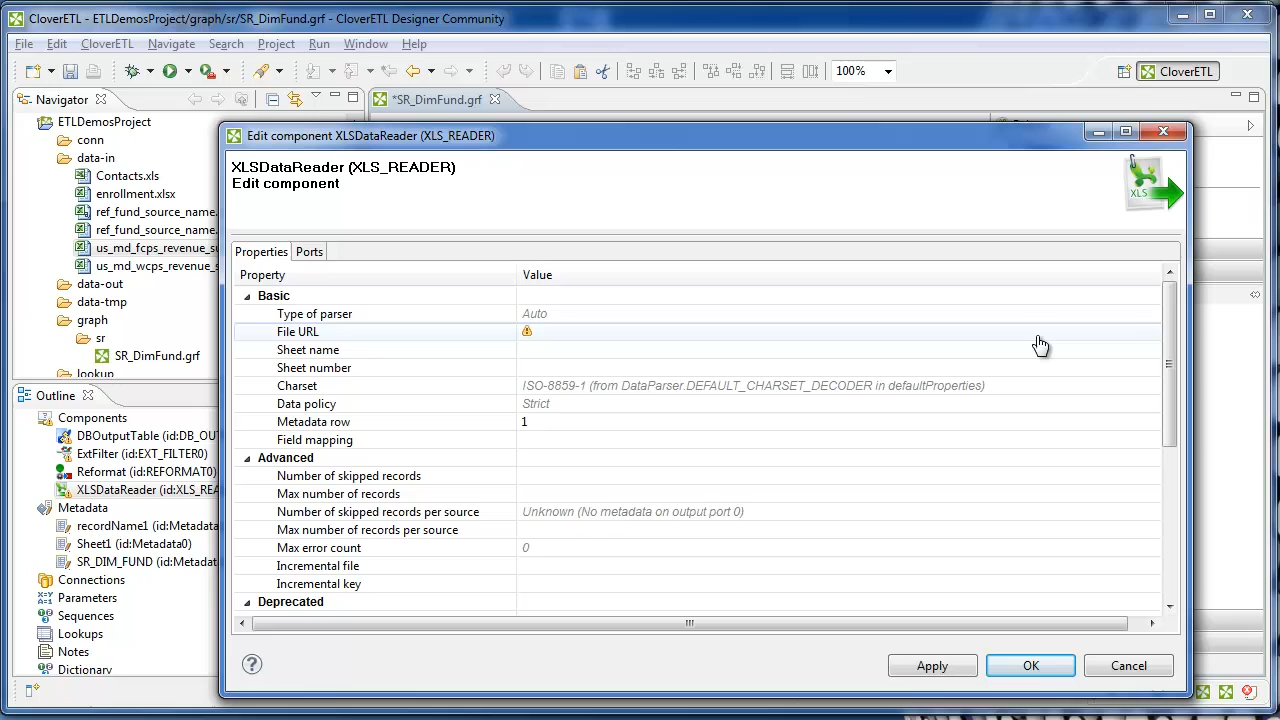 CloverETL - ETLDemosProject/graph/sr/SR_DimFund.grf - CloverETL Designer Community
File Edit CloverETL Navigate Search Project Run Window Help
100%
CloverETL
Navigator
*SR_DimFund.grf
ETLDemosProject
conn
data-in
Contacts.xls
enrollment.xlsx
ref_fund_source_name.
ref_fund_source_name.
us_md_fcps_revenue_su
us_md_wcps_revenue_s
data-out
data-tmp
graph
sr
SR_DimFund.grf
lookup
Outline
Components
DBOutputTable (id:DB_OU
ExtFilter (id:EXT_FILTER0)
Reformat (id:REFORMAT0)
XLSDataReader (id:XLS_REA
Metadata
recordName1 (id:Metadata
Sheet1 (id:Metadata0)
SR_DIM_FUND (id:Metadat
Connections
Parameters
Sequences
Lookups
Notes
Dictionary
Edit component XLSDataReader (XLS_READER)
XLSDataReader (XLS_READER)
Edit component
XLS
Properties Ports
Property Value
Basic
Type of parser Auto
File URL
Sheet name
Sheet number
Charset ISO-8859-1 (from DataParser.DEFAULT_CHARSET_DECODER in defaultProperties)
Data policy Strict
Metadata row 1
Field mapping
Advanced
Number of skipped records
Max number of records
Number of skipped records per source Unknown (No metadata on output port 0)
Max number of records per source
Max error count 0
Incremental file
Incremental key
Deprecated
Apply OK Cancel